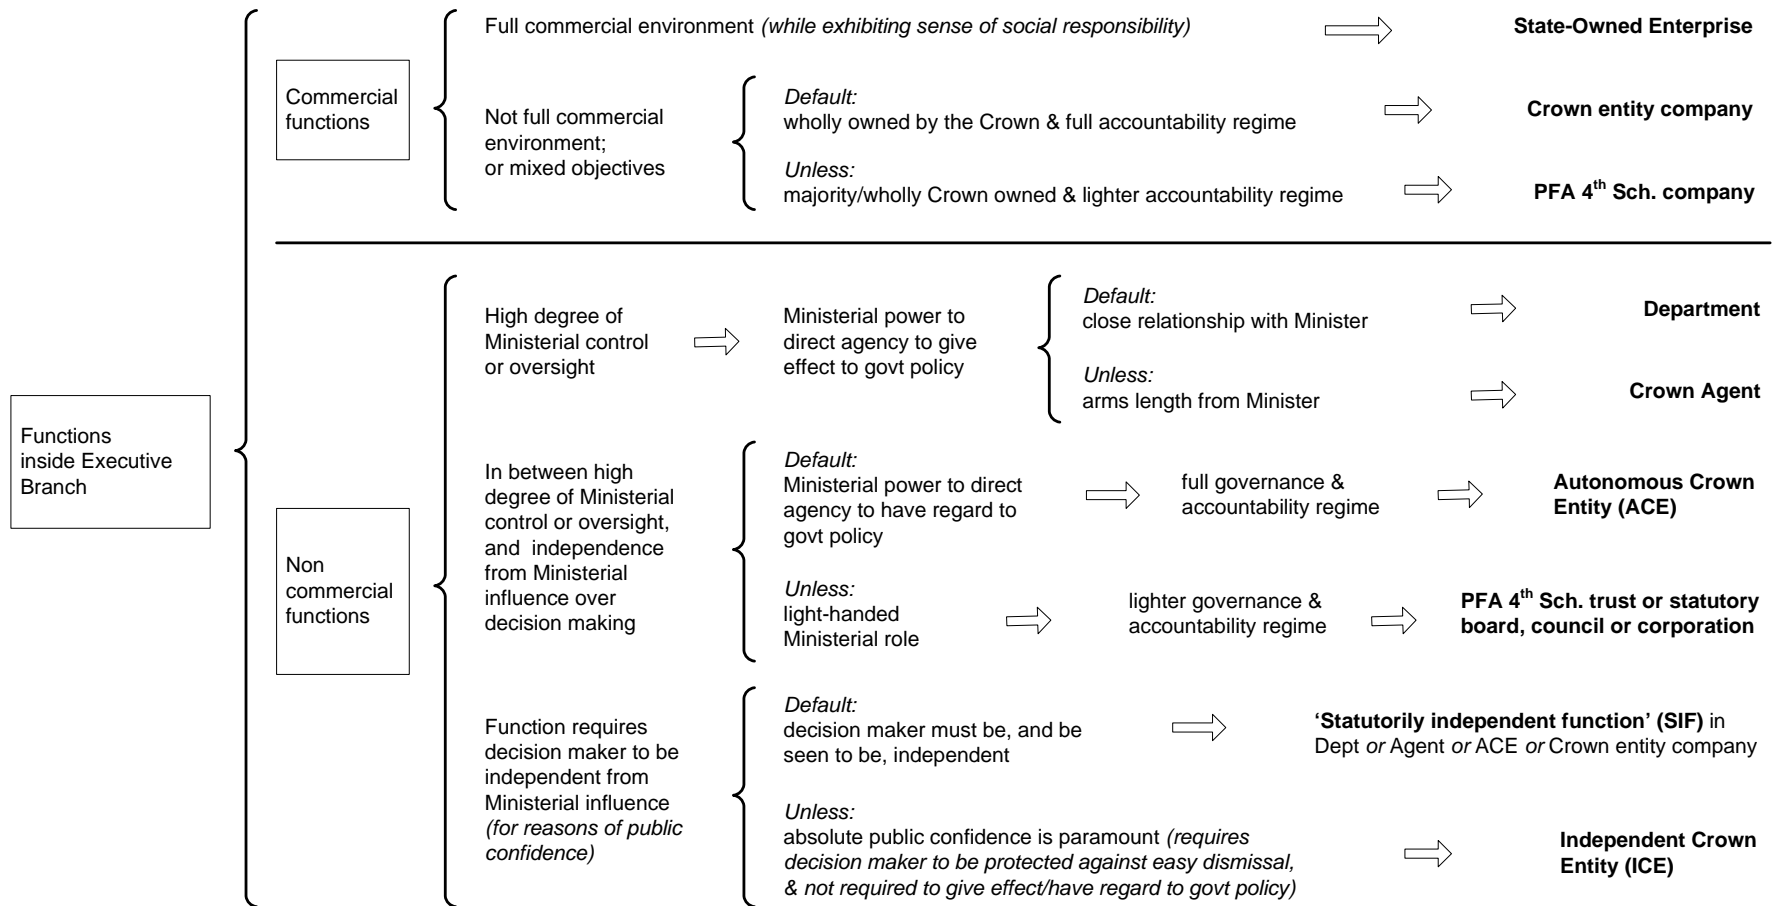 Full commercial environment (while exhibiting sense of social responsibility)
State-Owned Enterprise
Commercial
functions
Not full commercial
environment;
or mixed objectives
Default:
wholly owned by the Crown & full accountability regime
Crown entity company
Unless:
majority/wholly Crown owned & lighter accountability regime
PFA 4th Sch. company
Functions
inside Executive
Branch
Non
commercial
functions
High degree of
Ministerial control
or oversight
Ministerial power to
direct agency to give
effect to govt policy
Default:
close relationship with Minister
Department
Unless:
arms length from Minister
Crown Agent
In between high
degree of Ministerial
control or oversight,
and independence
from Ministerial
influence over
decision making
Default:
Ministerial power to direct
agency to have regard to
govt policy
full governance &
accountability regime
Autonomous Crown
Entity (ACE)
Unless:
light-handed
Ministerial role
lighter governance &
accountability regime
PFA 4th Sch. trust or statutory
board, council or corporation
Function requires
decision maker to be
independent from
Ministerial influence
(for reasons of public
confidence)
Default:
decision maker must be, and be
seen to be, independent
‘Statutorily independent function’ (SIF) in
Dept or Agent or ACE or Crown entity company
Unless:
absolute public confidence is paramount (requires
decision maker to be protected against easy dismissal,
& not required to give effect/have regard to govt policy)
Independent Crown
Entity (ICE)